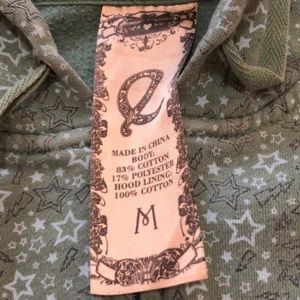 MADE IN CHINA
BODY:
83% COTTON
17% POLYESTER
HOOD LINING:
100% COTTON
M